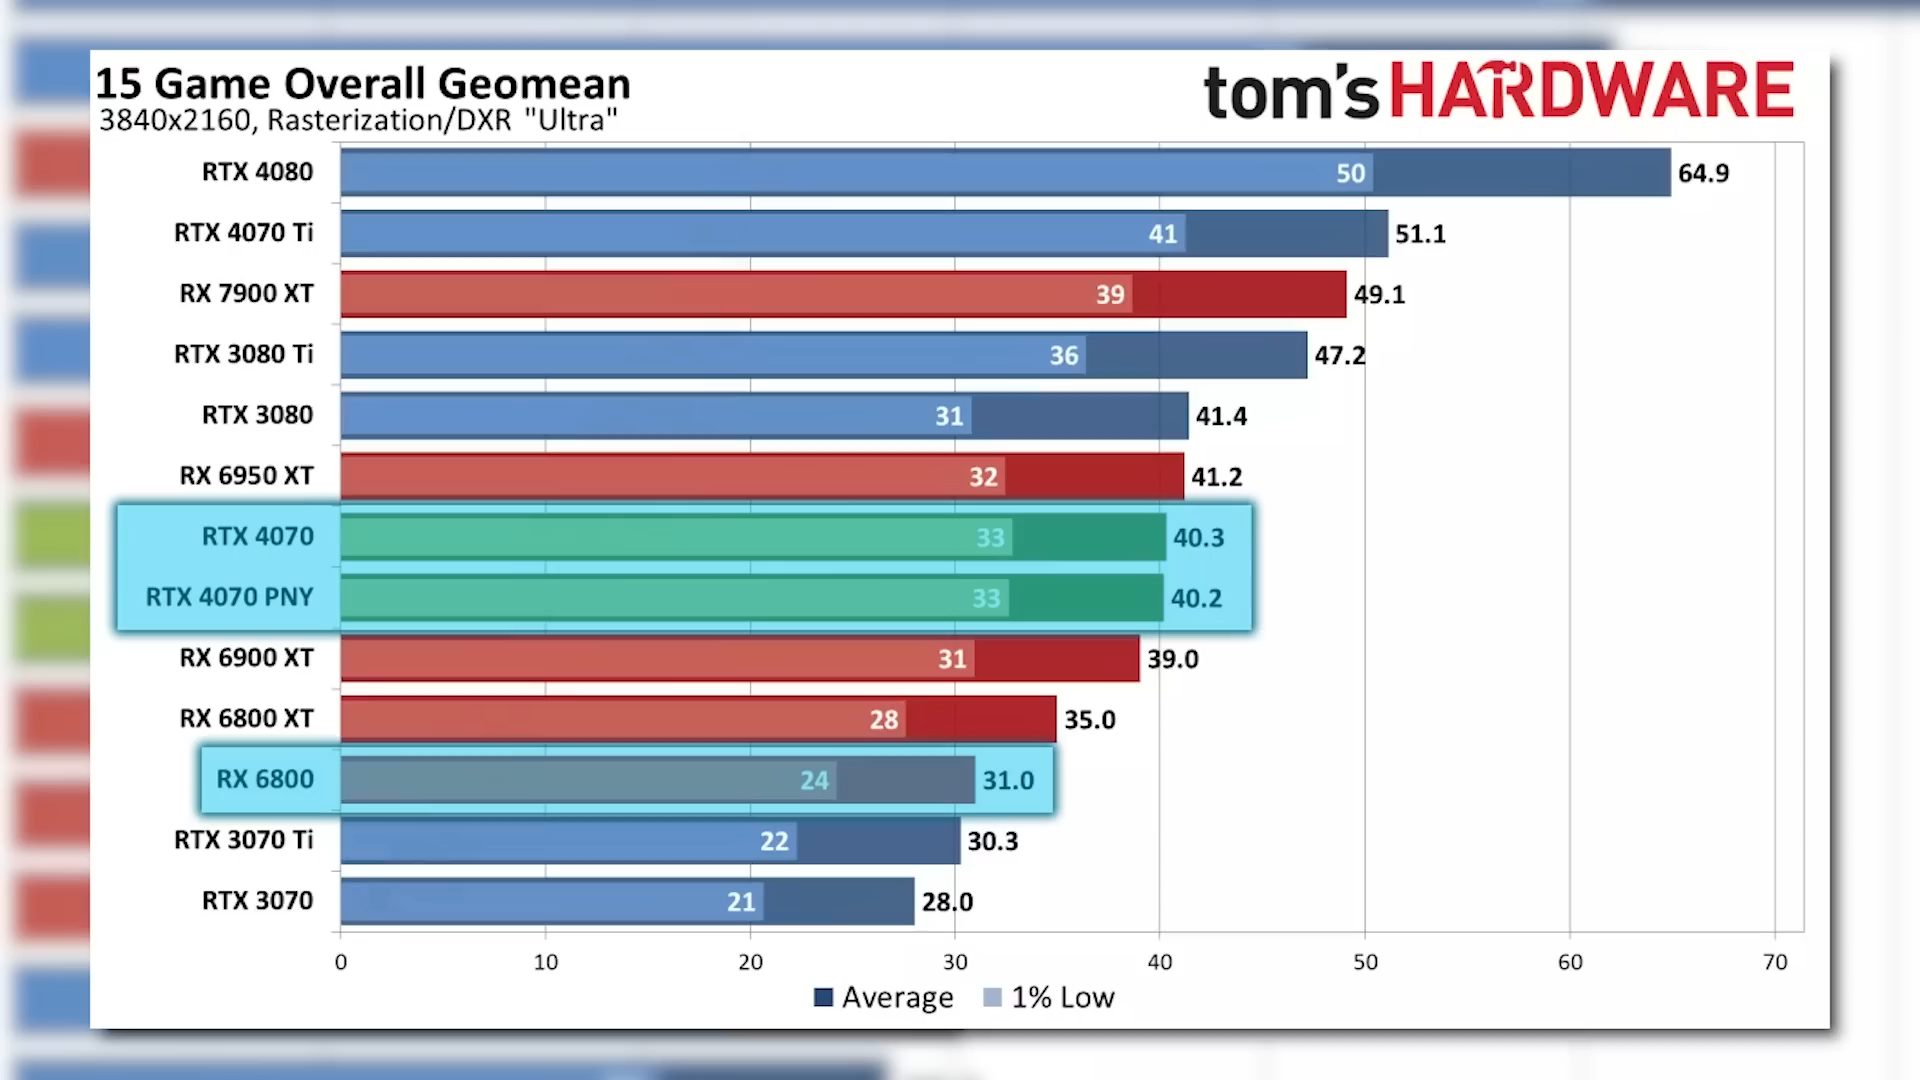 15 Game Overall Geomean
tom'sHARDWARE
3840x2160, Rasterization/DXR "Ultra"
RTX 4080 50 64.9
RTX 4070 Ti 41 51.1
RX 7900 XT 39 49.1
RTX 3080 Ti 36 47.2
RTX 3080 31 41.4
RX 6950 XT 32 41.2
RTX 4070 33 40.3
RTX 4070 PNY 33 40.2
RX 6900 XT 31 39.0
RX 6800 XT 28 35.0
RX 6800 24 31.0
RTX 3070 Ti 22 30.3
RTX 3070 21 28.0
0 10 20 30 40 50 60 70
Average 1% Low